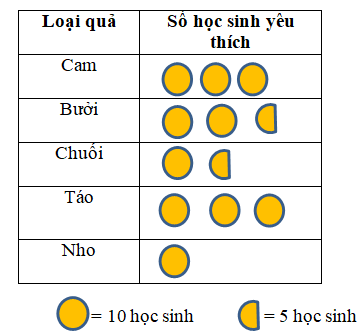 Loại quả
Số học sinh yêu
thích
Cam
Bưởi
Chuối
Táo
Nho
= 10 học sinh
= 5 học sinh